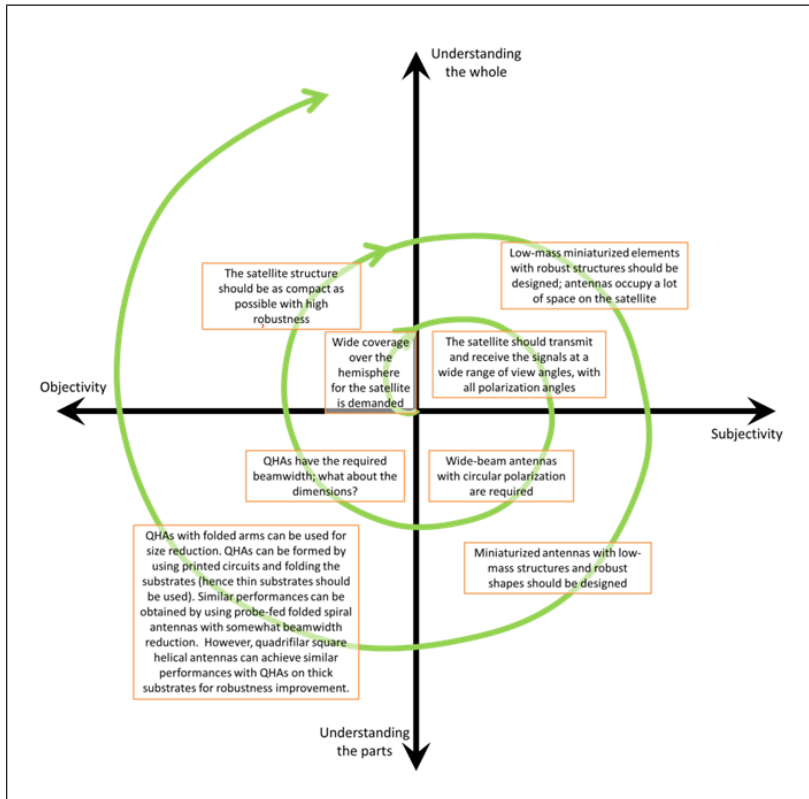 Understanding
the whole
Low-mass miniaturized elements
with robust structures should be
designed; antennas occupy a lot
of space on the satellite
The satellite structure
should be as compact as
possible with high
robustness
Wide coverage
over the
hemisphere
for the satellite
is demanded
The satellite should transmit
and receive the signals at a
wide range of view angles, with
all polarization angles
Objectivity
Subjectivity
QHAs have the required
beamwidth; what about the
dimensions?
Wide-beam antennas
with circular polarization
are required
QHAs with folded arms can be used for
size reduction. QHAs can be formed by
using printed circuits and folding the
substrates (hence thin substrates should
be used). Similar performances can be
obtained by using probe-fed folded spiral
antennas with somewhat beamwidth
reduction.  However, quadrifilar square
helical antennas can achieve similar
performances with QHAs on thick
substrates for robustness improvement.
Miniaturized antennas with low-
mass structures and robust
shapes should be designed
Understanding
the parts